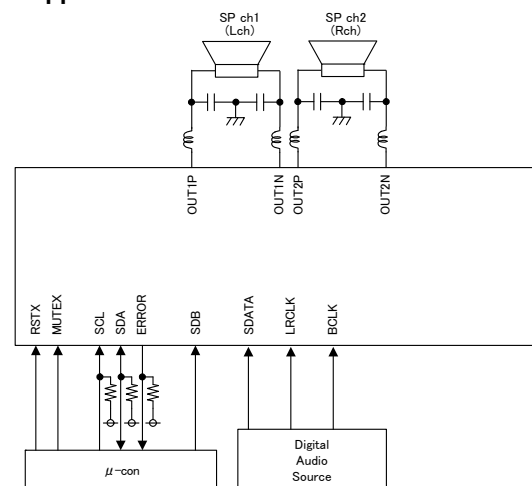 SP ch1
(Lch)
SP ch2
(Rch)
OUT1P
OUT1N
OUT2P
OUT2N
RSTX
MUTEX
SCL
SDA
ERROR
SDB
SDATA
LRCLK
BCLK
μ-con
Digital
Audio
Source